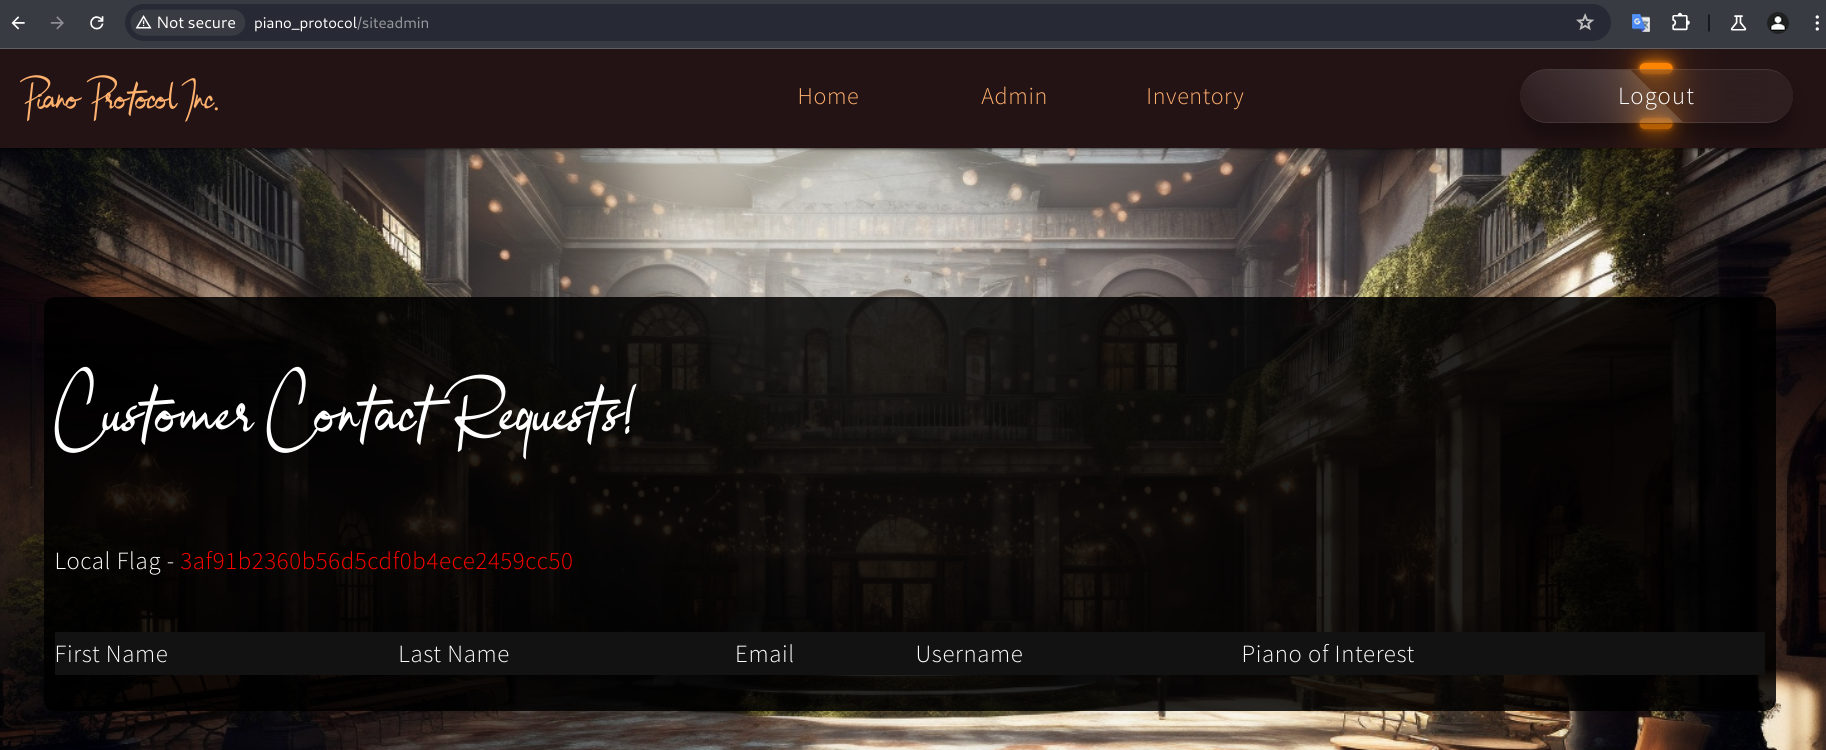 Not secure piano_protocol/siteadmin
Piano Protocol Inc. Home Admin Inventory Logout
Customer Contact Requests!
Local Flag - 3af91b2360b56d5cdf0b4ece2459cc50
First Name Last Name Email Username Piano of Interest